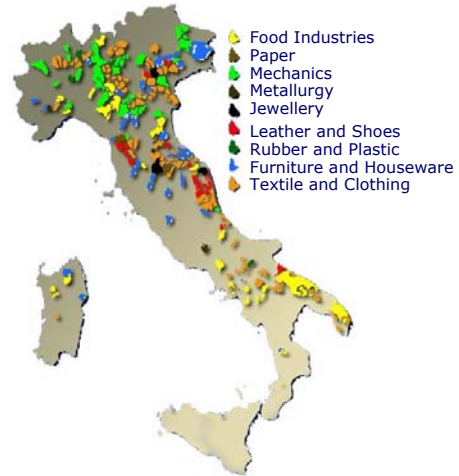 Food Industries
Paper
Mechanics
Metallurgy
Jewellery
Leather and Shoes
Rubber and Plastic
Furniture and Houseware
Textile and Clothing